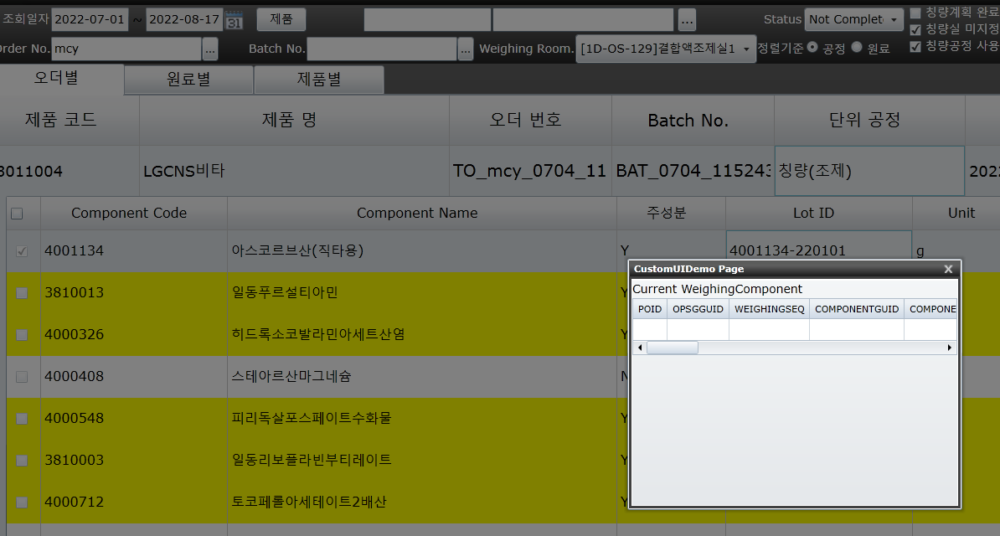 조회일자 2022-07-01 ~ 2022-08-17 31 제품 ... Status Not Complet 칭량계획 완료
칭량실 미지정
Order No. mcy ... Batch No. ... Weighing Room. [1D-OS-129]결합액조제실1 정렬기준 공정 원료 칭량공정 사용
오더별 원료별 제품별
제품 코드 제품 명 오더 번호 Batch No. 단위 공정
3011004 LGCNS비타 TO_mcy_0704_11 BAT_0704_115243 칭량(조제) 2022
Component Code Component Name 주성분 Lot ID Unit
4001134 아스코르브산(직타용) Y 4001134-220101 g
3810013 일동푸르설티아민 Y
4000326 히드록소코발라민아세트산염 Y
4000408 스테아르산마그네슘 N
4000548 피리독살포스페이트수화물 Y
3810003 일동리보플라빈부티레이트 Y
4000712 토코페롤아세테이트2배산 Y
CustomUIDemo Page X
Current WeighingComponent
POID OPSGGUID WEIGHINGSEQ COMPONENTGUID COMPONE